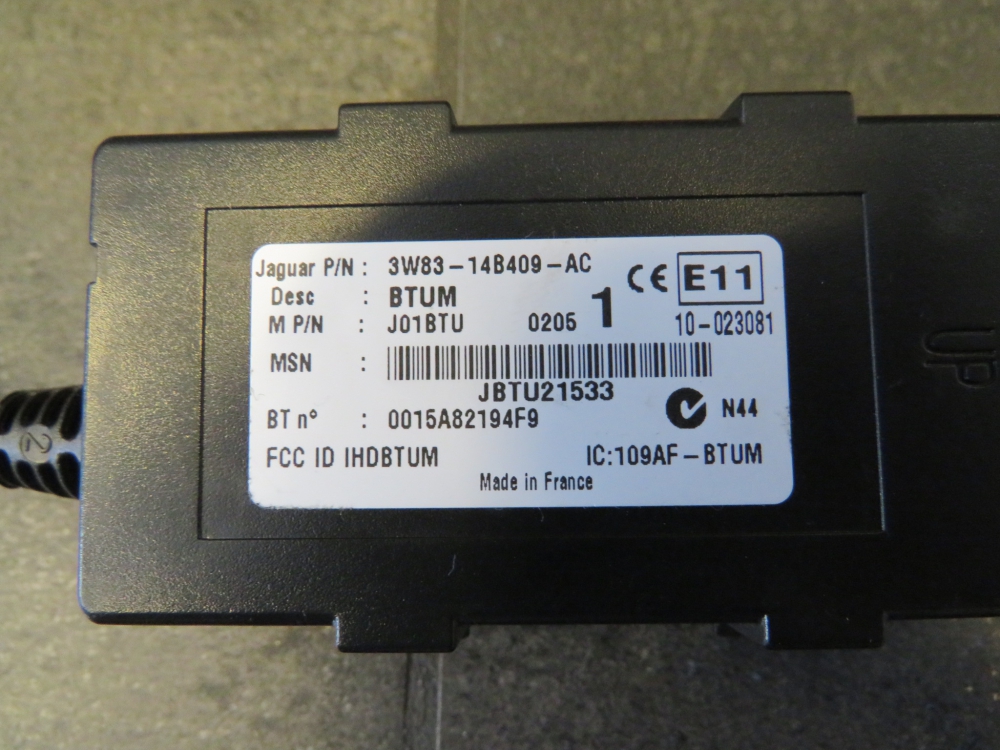 Jaguar P/N : 3W83-14B409-AC
CE E11
Desc : BTUM
1
M P/N : J01BTU 0205
10-023081
MSN :
JBTU21533
BT n° : 0015A82194F9
N44
FCC ID IHDBTUM IC:109AF-BTUM
Made in France
2